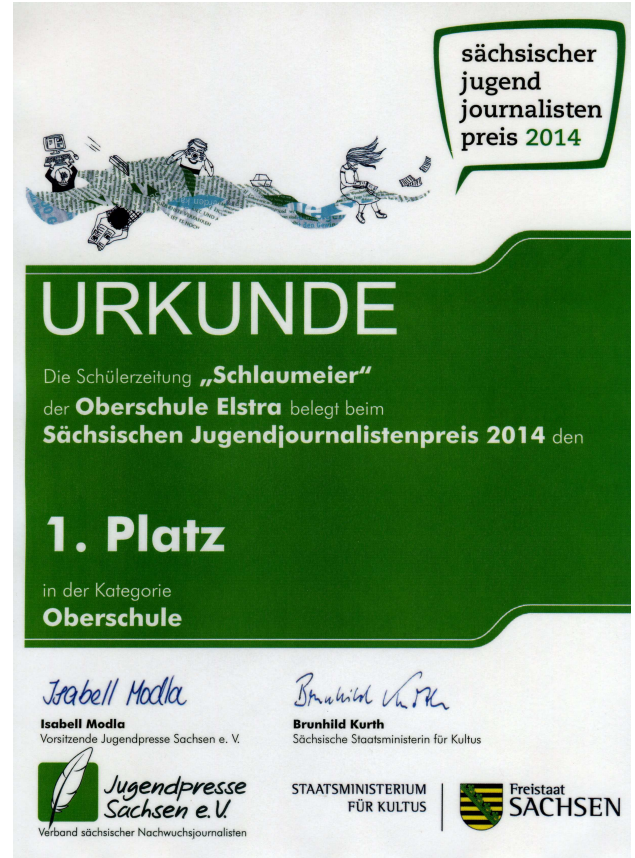 sächsischer
jugend
journalisten
preis 2014
URKUNDE
Die Schülerzeitung „Schlaumeier“
der Oberschule Elstra belegt beim
Sächsischen Jugendjournalistenpreis 2014 den
1. Platz
in der Kategorie
Oberschule
Isabell Modla
Brunhild Kurth
Isabell Modla
Vorsitzende Jugendpresse Sachsen e. V.
Brunhild Kurth
Sächsische Staatsministerin für Kultus
Jugendpresse
Sachsen e.V.
Verband sächsischer Nachwuchsjournalisten
STAATSMINISTERIUM
FÜR KULTUS
Freistaat
SACHSEN